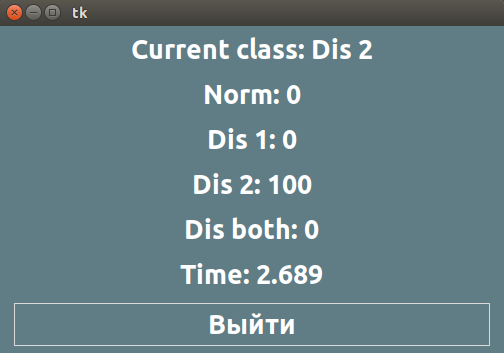 tk
Current class: Dis 2
Norm: 0
Dis 1: 0
Dis 2: 100
Dis both: 0
Time: 2.689
Выйти